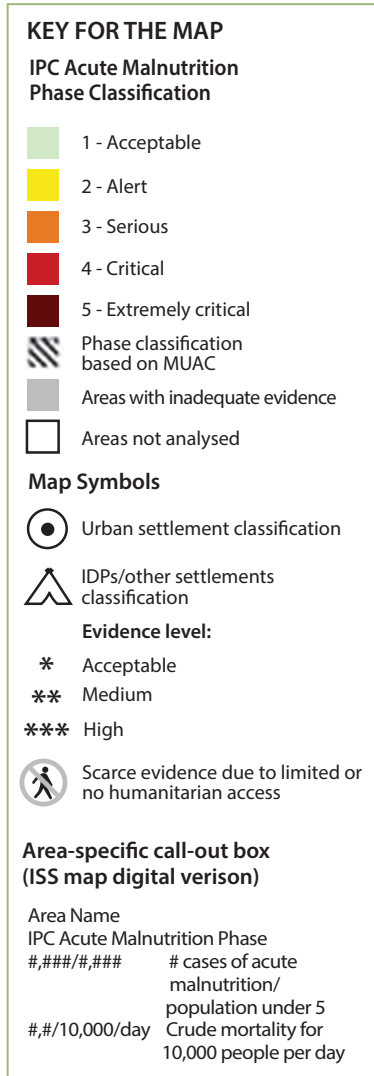 KEY FOR THE MAP
IPC Acute Malnutrition
Phase Classification
1 - Acceptable
2 - Alert
3 - Serious
4 - Critical
5 - Extremely critical
Phase classification
based on MUAC
Areas with inadequate evidence
Areas not analysed
Map Symbols
Urban settlement classification
IDPs/other settlements
classification
Evidence level:
* Acceptable
** Medium
*** High
Scarce evidence due to limited or
no humanitarian access
Area-specific call-out box
(ISS map digital verison)
Area Name
IPC Acute Malnutrition Phase
#,###/#,### # cases of acute
malnutrition/
population under 5
#,#/10,000/day Crude mortality for
10,000 people per day